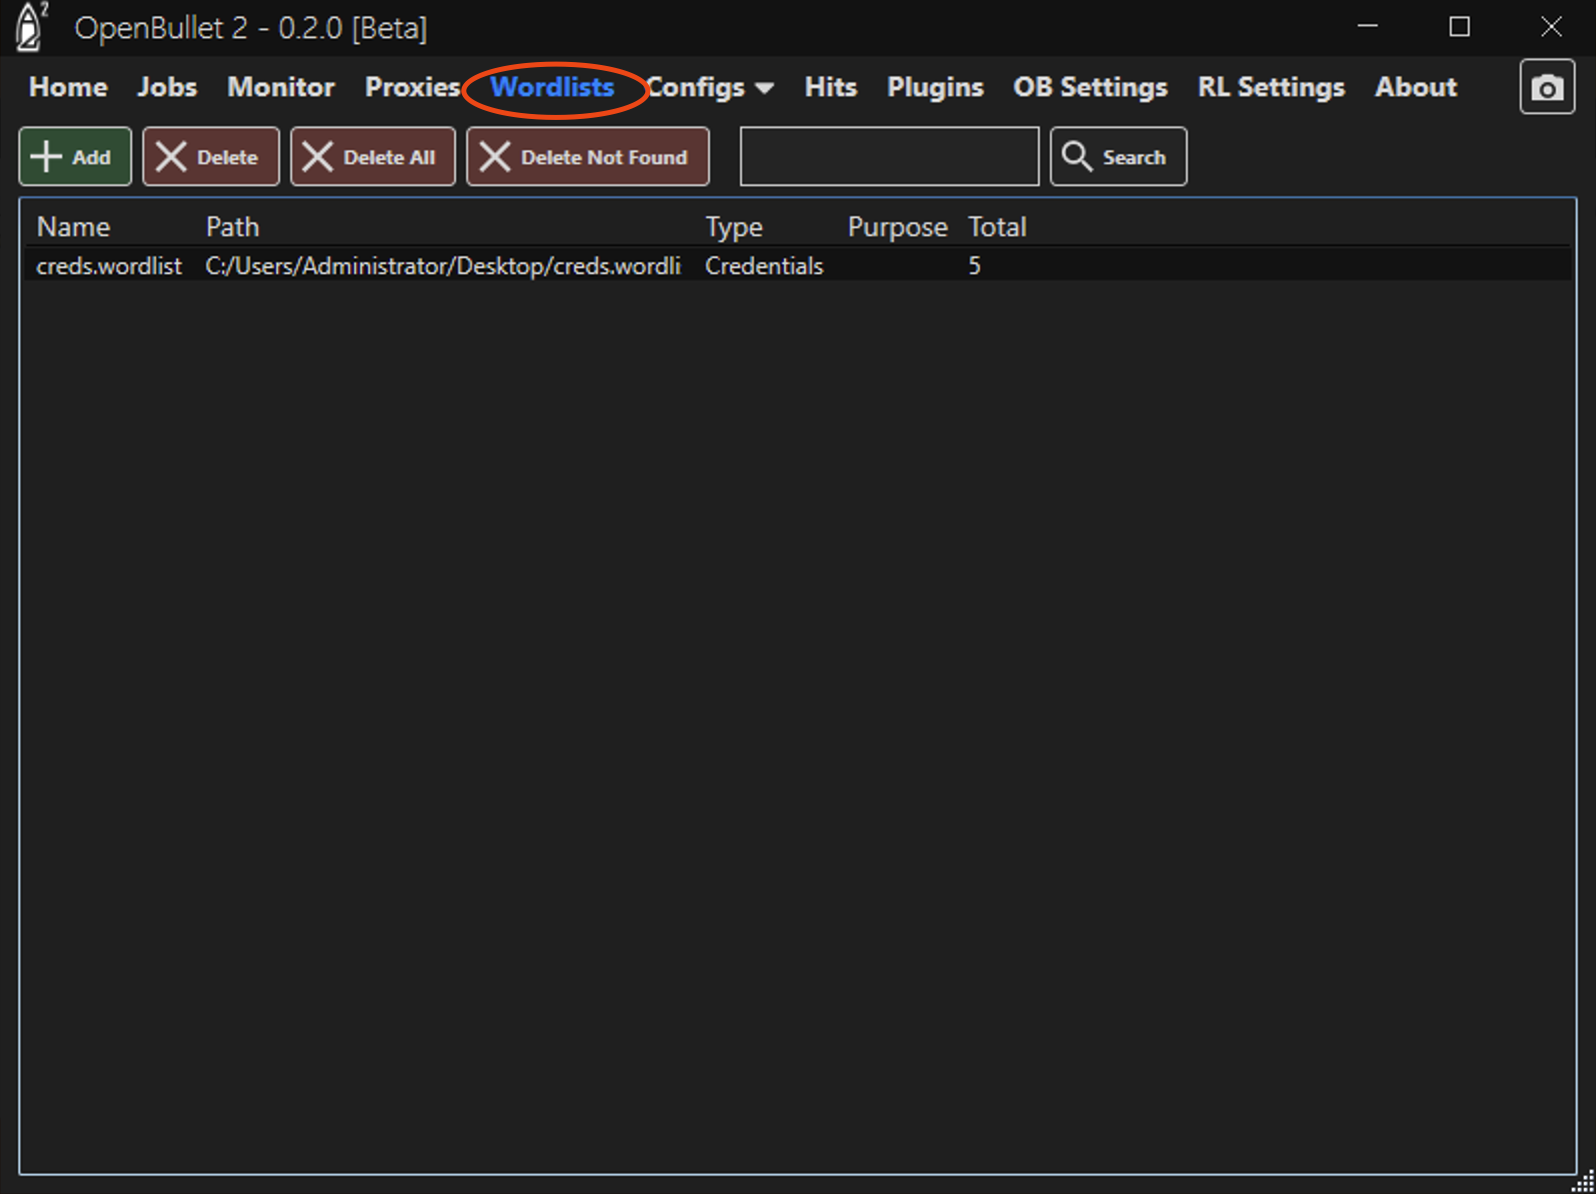 2
OpenBullet 2 - 0.2.0 [Beta]
Home Jobs Monitor Proxies Wordlists Configs Hits Plugins OB Settings RL Settings About
Add Delete Delete All Delete Not Found Search
Name Path Type Purpose Total
creds.wordlist C:/Users/Administrator/Desktop/creds.wordli Credentials 5